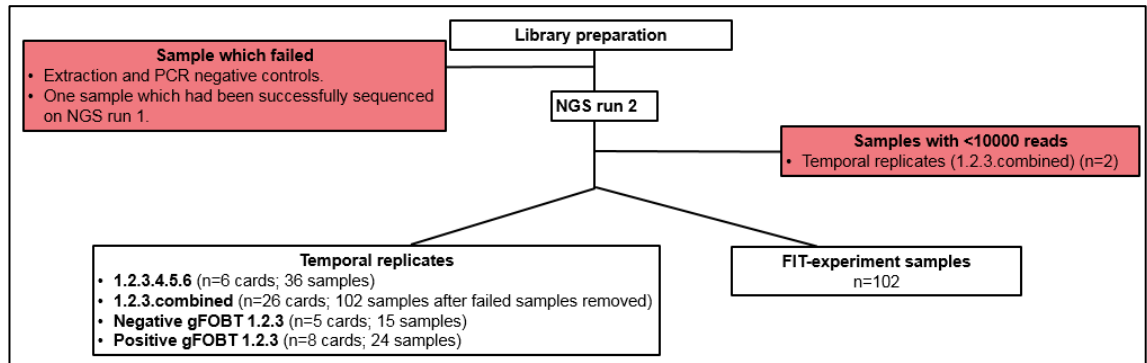 Library preparation
Sample which failed
• Extraction and PCR negative controls.
• One sample which had been successfully sequenced
on NGS run 1.
NGS run 2
Samples with <10000 reads
• Temporal replicates (1.2.3.combined) (n=2)
Temporal replicates
• 1.2.3.4.5.6 (n=6 cards; 36 samples)
• 1.2.3.combined (n=26 cards; 102 samples after failed samples removed)
• Negative gFOBT 1.2.3 (n=5 cards; 15 samples)
• Positive gFOBT 1.2.3 (n=8 cards; 24 samples)
FIT-experiment samples
n=102